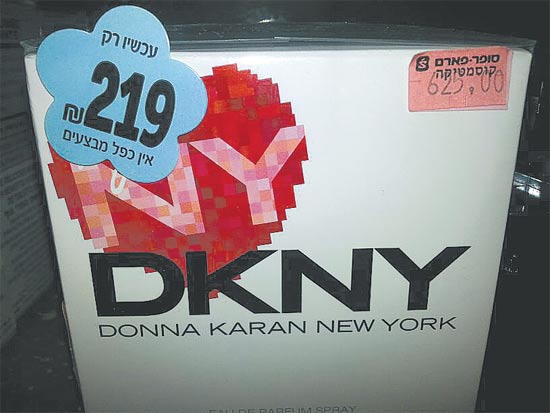 עכשיו רק
₪219
אין כפל מבצעים
סופר-פארם
קוסמטיקה
625.00
NY
DKNY
DONNA KARAN NEW YORK
EAU DE PARFUM SPRAY